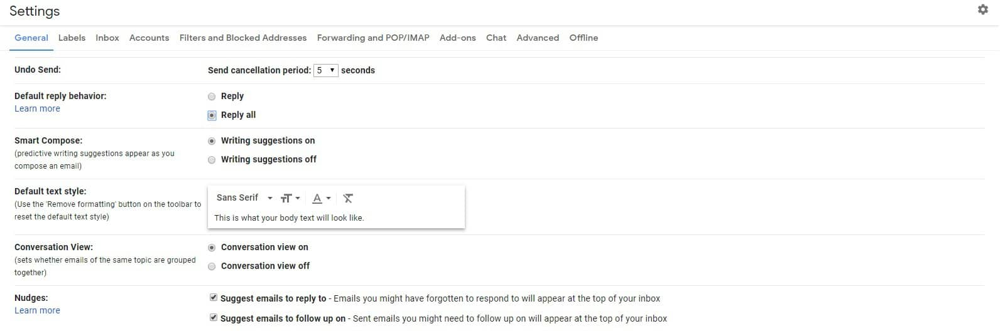 Settings
General Labels Inbox Accounts Filters and Blocked Addresses Forwarding and POP/IMAP Add-ons Chat Advanced Offline
Undo Send:
Send cancellation period: 5 seconds
Default reply behavior:
Learn more
Reply
Reply all
Smart Compose:
(predictive writing suggestions appear as you
compose an email)
Writing suggestions on
Writing suggestions off
Default text style:
(Use the 'Remove formatting' button on the toolbar to
reset the default text style)
Sans Serif
This is what your body text will look like.
Conversation View:
(sets whether emails of the same topic are grouped
together)
Conversation view on
Conversation view off
Nudges:
Learn more
Suggest emails to reply to - Emails you might have forgotten to respond to will appear at the top of your inbox
Suggest emails to follow up on - Sent emails you might need to follow up on will appear at the top of your inbox